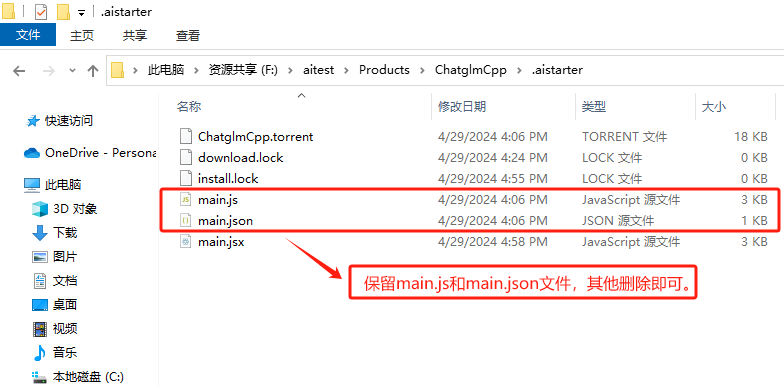 .aistarter
文件 主页 共享 查看
此电脑 资源共享 (F:) aitest Products ChatglmCpp .aistarter
名称 修改日期 类型 大小
快速访问
ChatglmCpp.torrent 4/29/2024 4:06 PM TORRENT 文件 18 KB
OneDrive - Persona download.lock 4/29/2024 4:24 PM LOCK 文件 0 KB
install.lock 4/29/2024 4:55 PM LOCK 文件 0 KB
此电脑
main.js 4/29/2024 4:06 PM JavaScript 源文件 3 KB
3D 对象
main.json 4/29/2024 4:06 PM JSON 源文件 1 KB
下载
main.jsx 4/29/2024 4:58 PM JavaScript 源文件 3 KB
图片
文档
保留main.js和main.json文件，其他删除即可。
桌面
视频
音乐
本地磁盘 (C:)